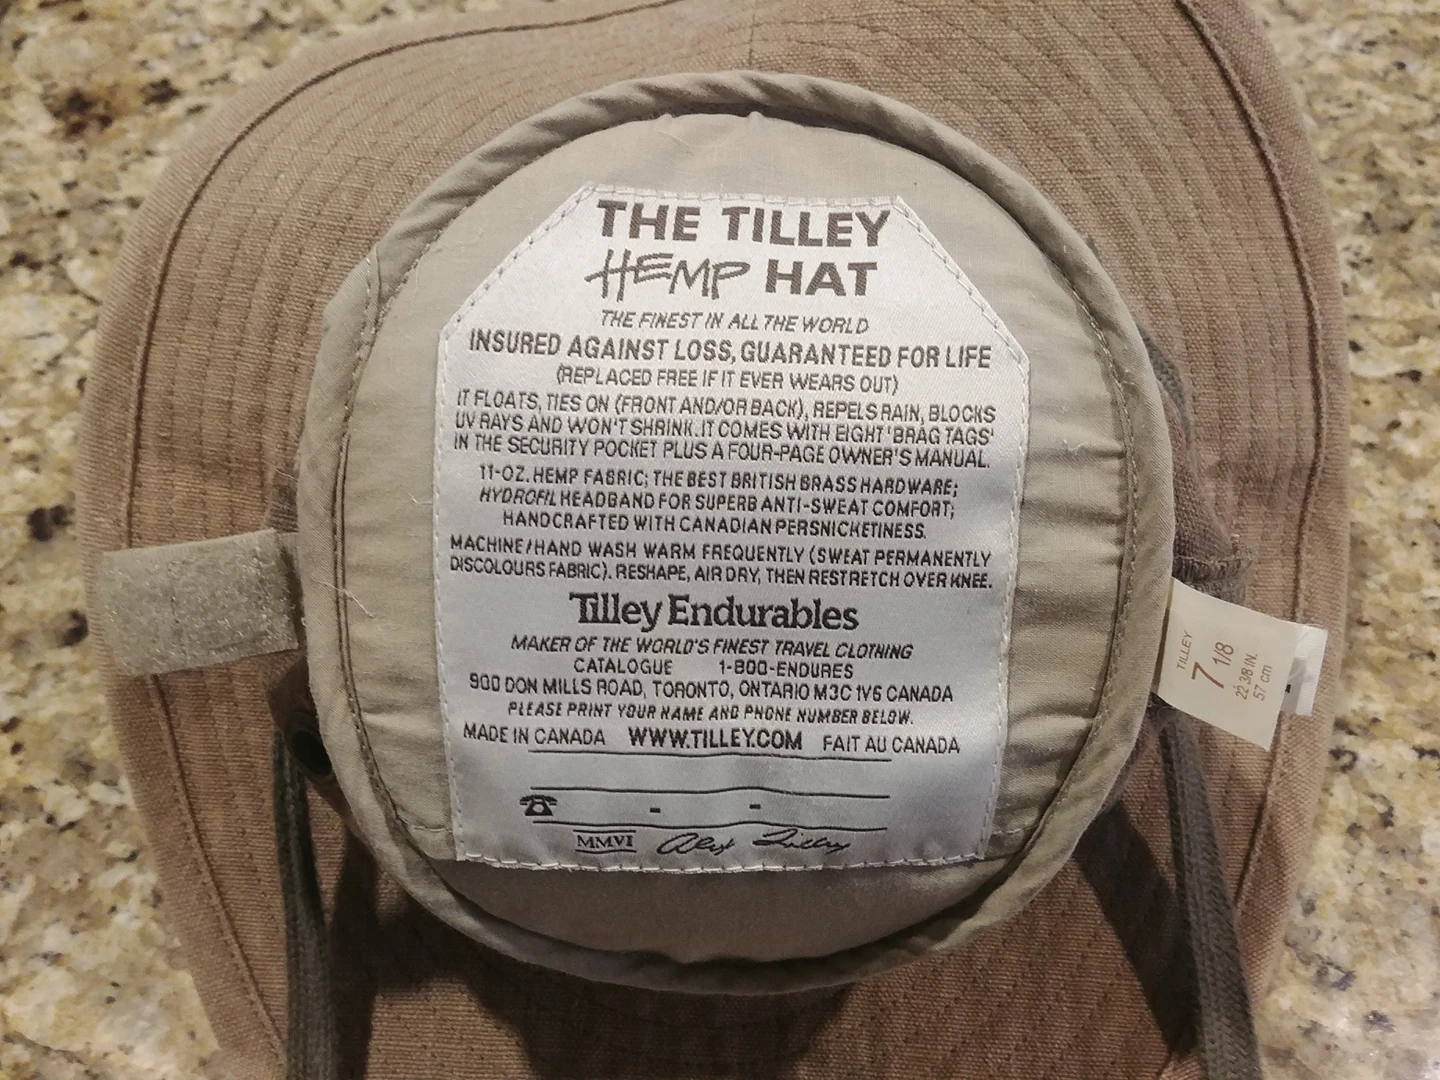 THE TILLEY
HEMP HAT
THE FINEST IN ALL THE WORLD
INSURED AGAINST LOSS, GUARANTEED FOR LIFE
(REPLACED FREE IF IT EVER WEARS OUT)
IT FLOATS, TIES ON (FRONT AND/OR BACK), REPELS RAIN, BLOCKS
UV RAYS AND WON'T SHRINK. IT COMES WITH EIGHT 'BRAG TAGS'
IN THE SECURITY POCKET PLUS A FOUR-PAGE OWNER'S MANUAL.
11-OZ. HEMP FABRIC; THE BEST BRITISH BRASS HARDWARE;
HYDROFIL HEADBAND FOR SUPERB ANTI-SWEAT COMFORT;
HANDCRAFTED WITH CANADIAN PERSNICKETINESS.
MACHINE/HAND WASH WARM FREQUENTLY (SWEAT PERMANENTLY
DISCOLOURS FABRIC). RESHAPE, AIR DRY, THEN RESTRETCH OVER KNEE.
Tilley Endurables
MAKER OF THE WORLD'S FINEST TRAVEL CLOTHING
CATALOGUE 1-800-ENDURES
900 DON MILLS ROAD, TORONTO, ONTARIO M3C 1V6 CANADA
PLEASE PRINT YOUR NAME AND PHONE NUMBER BELOW.
MADE IN CANADA WWW.TILLEY.COM FAIT AU CANADA
☎ - -
MMVI Alex Tilley
TILLEY
7 1/8
22 3/8 IN.
57 cm